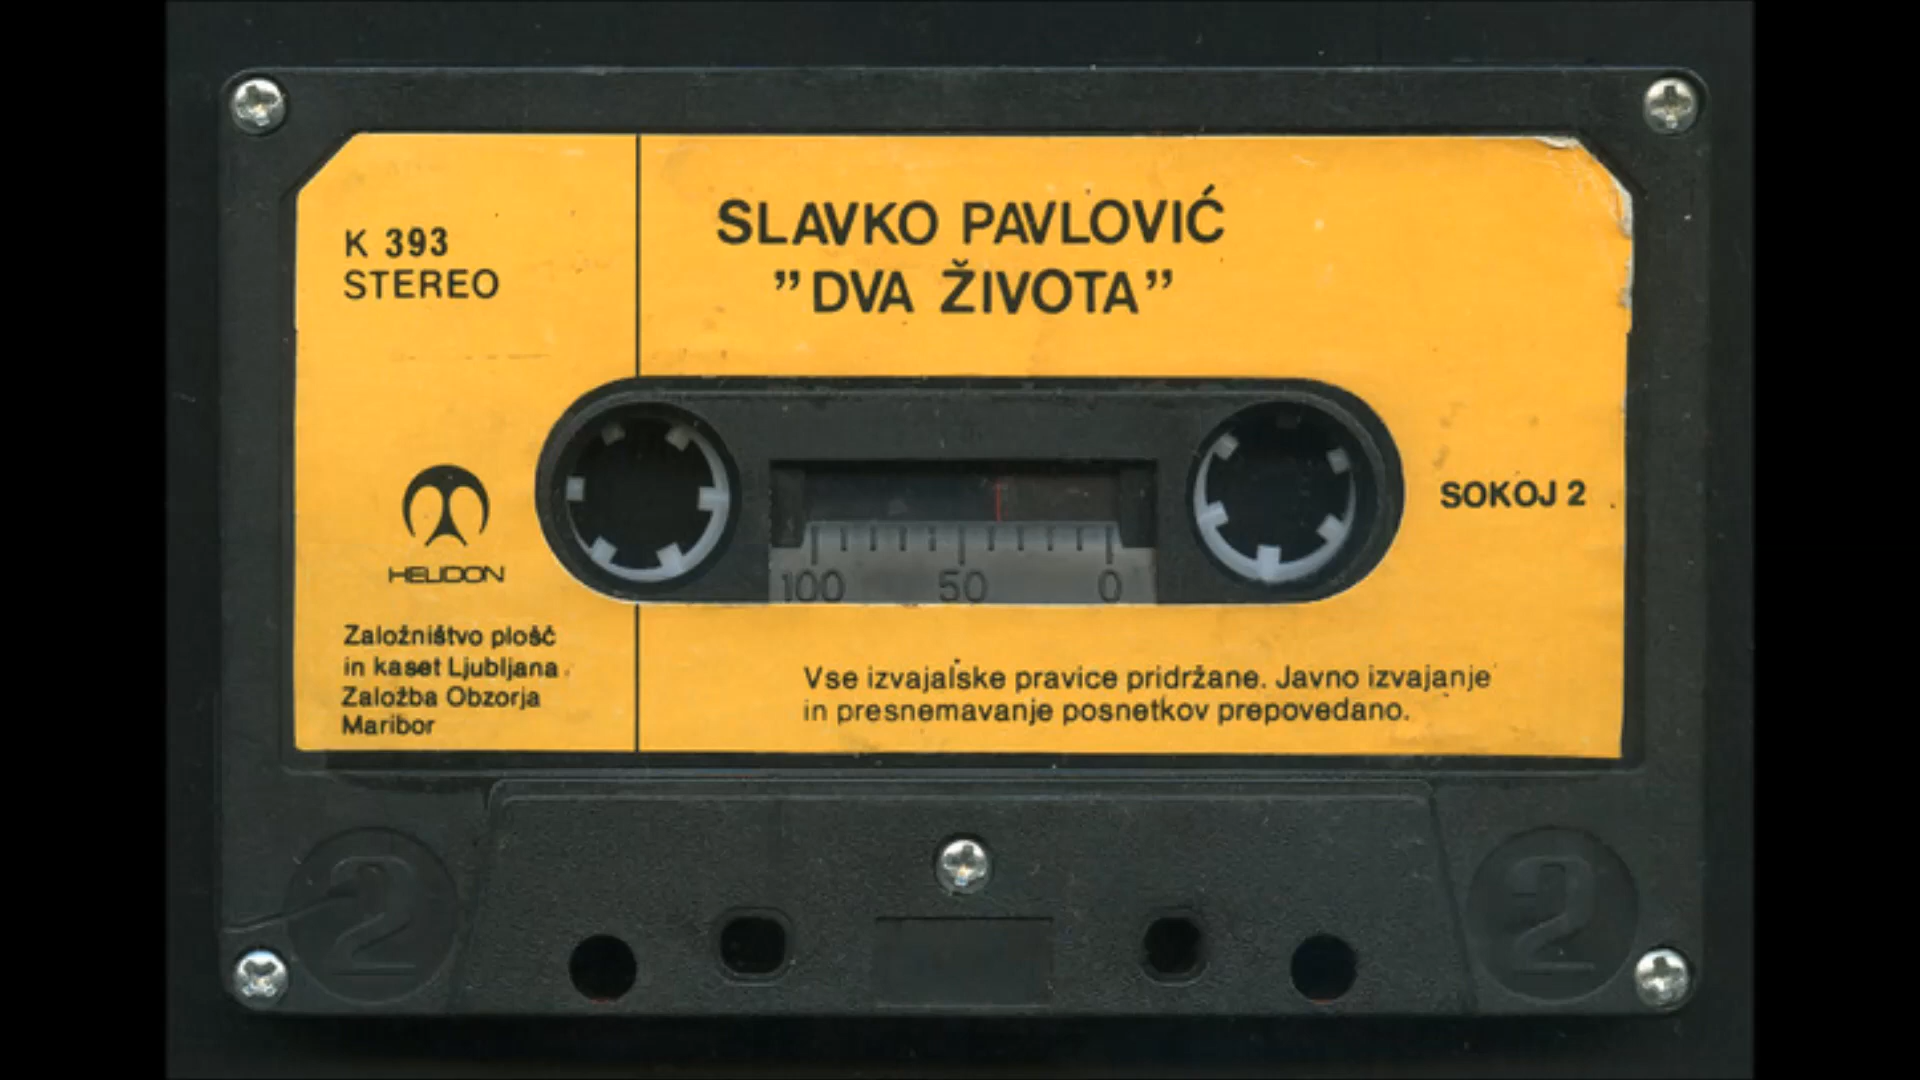 K 393
STEREO
SLAVKO PAVLOVIĆ
”DVA ŽIVOTA”
HELIDON
SOKOJ 2
100 50 0
Založništvo plošč
in kaset Ljubljana
Založba Obzorja
Maribor
Vse izvajalske pravice pridržane. Javno izvajanje
in presnemavanje posnetkov prepovedano.
2 2